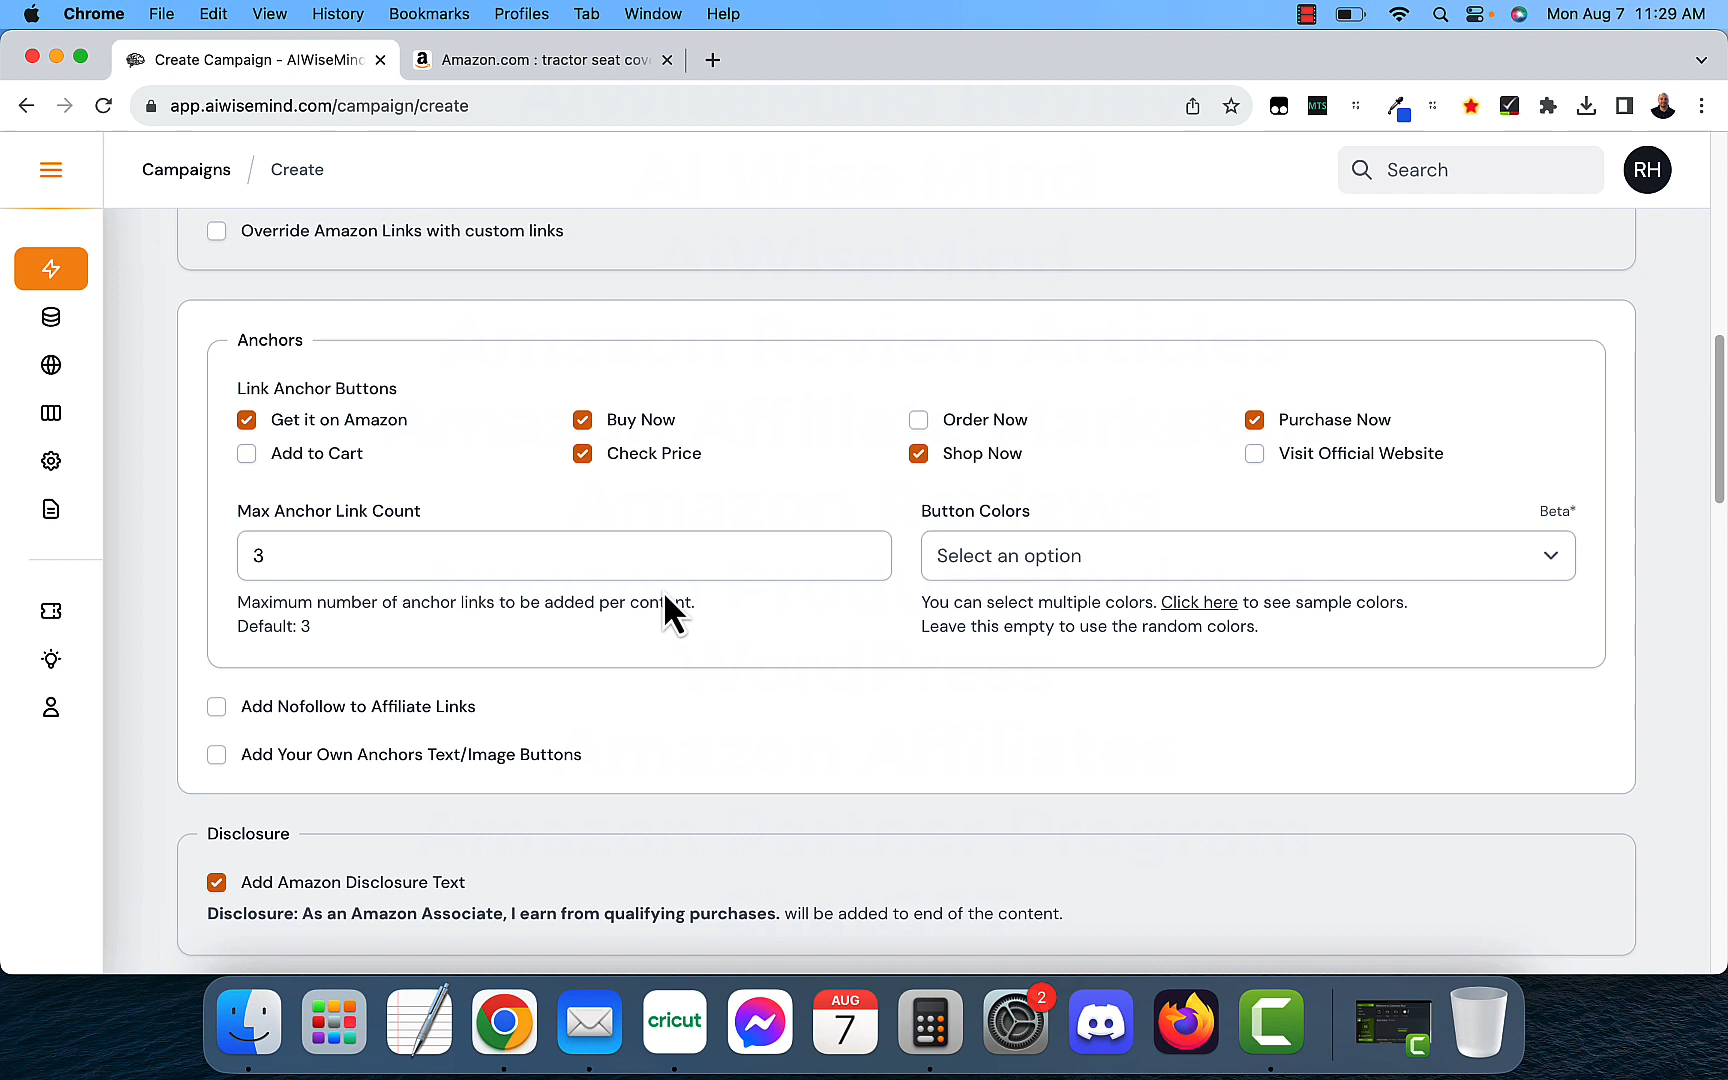 Chrome File Edit View History Bookmarks Profiles Tab Window Help Mon Aug 7 11:29 AM
Create Campaign - AIWiseMind Amazon.com : tractor seat cov
app.aiwisemind.com/campaign/create
MTS
Campaigns / Create Search RH
Override Amazon Links with custom links
Anchors
Link Anchor Buttons
Get it on Amazon Buy Now Order Now Purchase Now
Add to Cart Check Price Shop Now Visit Official Website
Max Anchor Link Count Button Colors Beta*
3 Select an option
Maximum number of anchor links to be added per content. You can select multiple colors. Click here to see sample colors.
Default: 3 Leave this empty to use the random colors.
Add Nofollow to Affiliate Links
Add Your Own Anchors Text/Image Buttons
Disclosure
Add Amazon Disclosure Text
Disclosure: As an Amazon Associate, I earn from qualifying purchases. will be added to end of the content.
cricut AUG 7 2